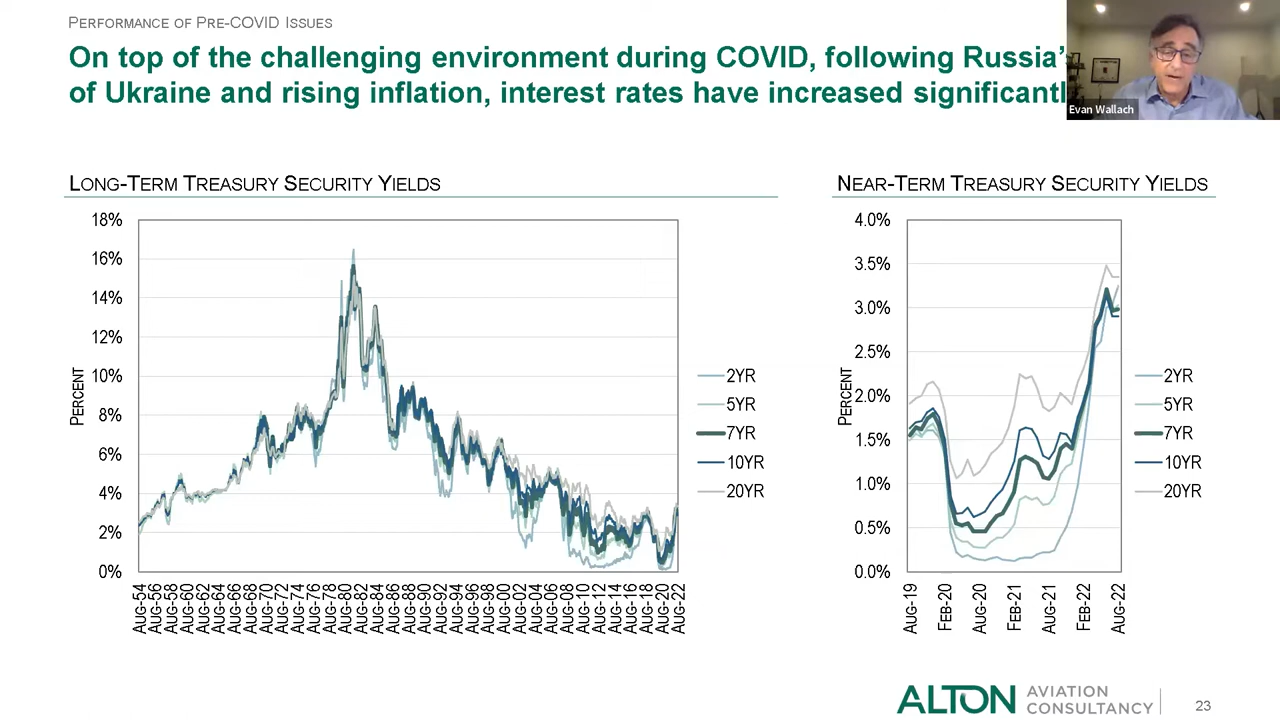 PERFORMANCE OF PRE-COVID ISSUES
On top of the challenging environment during COVID, following Russia'
of Ukraine and rising inflation, interest rates have increased significantl
Evan Wallach
LONG-TERM TREASURY SECURITY YIELDS
18%
16%
14%
12%
10%
8%
6%
4%
2%
0%
PERCENT
AUG-54
AUG-56
AUG-58
AUG-60
AUG-62
AUG-64
AUG-66
AUG-68
AUG-70
AUG-72
AUG-74
AUG-76
AUG-78
AUG-80
AUG-82
AUG-84
AUG-86
AUG-88
AUG-90
AUG-92
AUG-94
AUG-96
AUG-98
AUG-00
AUG-02
AUG-04
AUG-06
AUG-08
AUG-10
AUG-12
AUG-14
AUG-16
AUG-18
AUG-20
AUG-22
2YR
5YR
7YR
10YR
20YR
NEAR-TERM TREASURY SECURITY YIELDS
4.0%
3.5%
3.0%
2.5%
2.0%
1.5%
1.0%
0.5%
0.0%
PERCENT
AUG-19
FEB-20
AUG-20
FEB-21
AUG-21
FEB-22
AUG-22
2YR
5YR
7YR
10YR
20YR
ALTON
AVIATION
CONSULTANCY
23